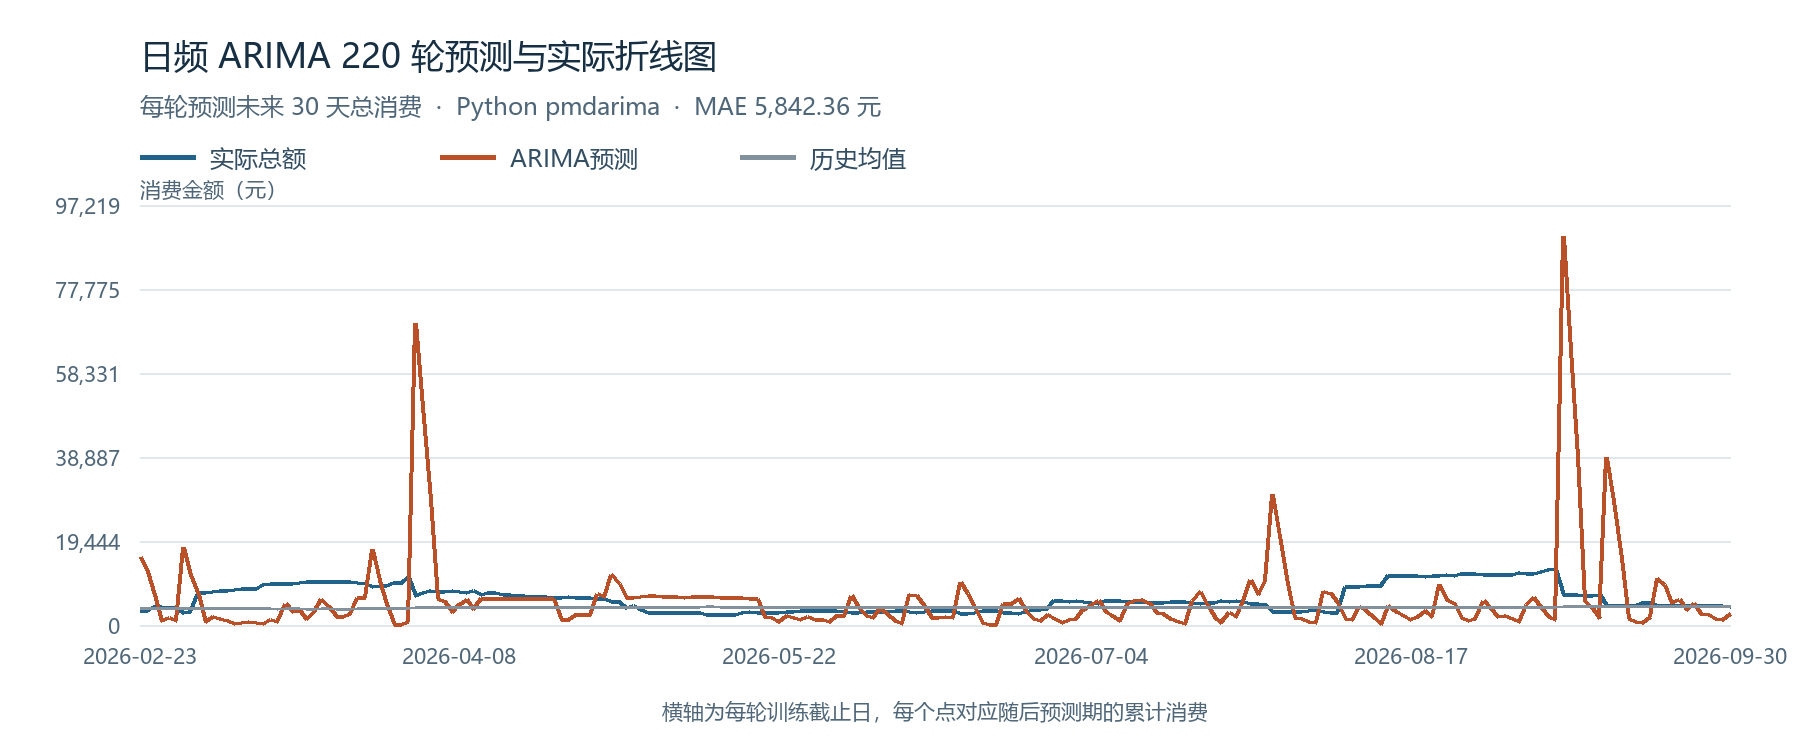 日频 ARIMA 220 轮预测与实际折线图
每轮预测未来 30 天总消费 · Python pmdarima · MAE 5,842.36 元
实际总额 ARIMA预测 历史均值
消费金额（元）
97,219
77,775
58,331
38,887
19,444
0
2026-02-23 2026-04-08 2026-05-22 2026-07-04 2026-08-17 2026-09-30
横轴为每轮训练截止日，每个点对应随后预测期的累计消费